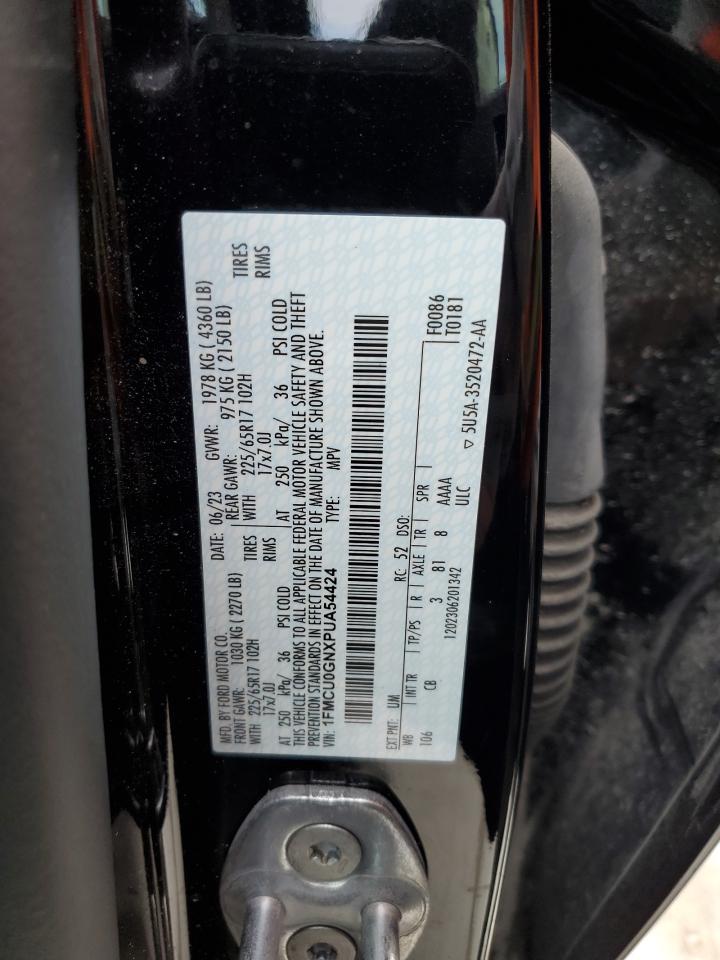 MFD. BY FORD MOTOR CO. DATE: 06/23 GVWR: 1978 KG ( 4360 LB)
FRONT GAWR: 1030 KG ( 2270 LB) REAR GAWR: 975 KG ( 2150 LB)
WITH 225/65R17 102H TIRES WITH 225/65R17 102H TIRES
17x7.0J RIMS 17x7.0J RIMS
AT 250 kPa/ 36 PSI COLD AT 250 kPa/ 36 PSI COLD
THIS VEHICLE CONFORMS TO ALL APPLICABLE FEDERAL MOTOR VEHICLE SAFETY AND THEFT
PREVENTION STANDARDS IN EFFECT ON THE DATE OF MANUFACTURE SHOWN ABOVE.
VIN: 1FMCU0GNXPUA54424 TYPE: MPV
EXT PNT: UM RC: 52 DSO: F0086
WB INT TR TP/PS R AXLE TR SPR T0181
106 CB 3 81 8 AAAA
1202306201342 ULC
▽ 5U5A-3520472-AA